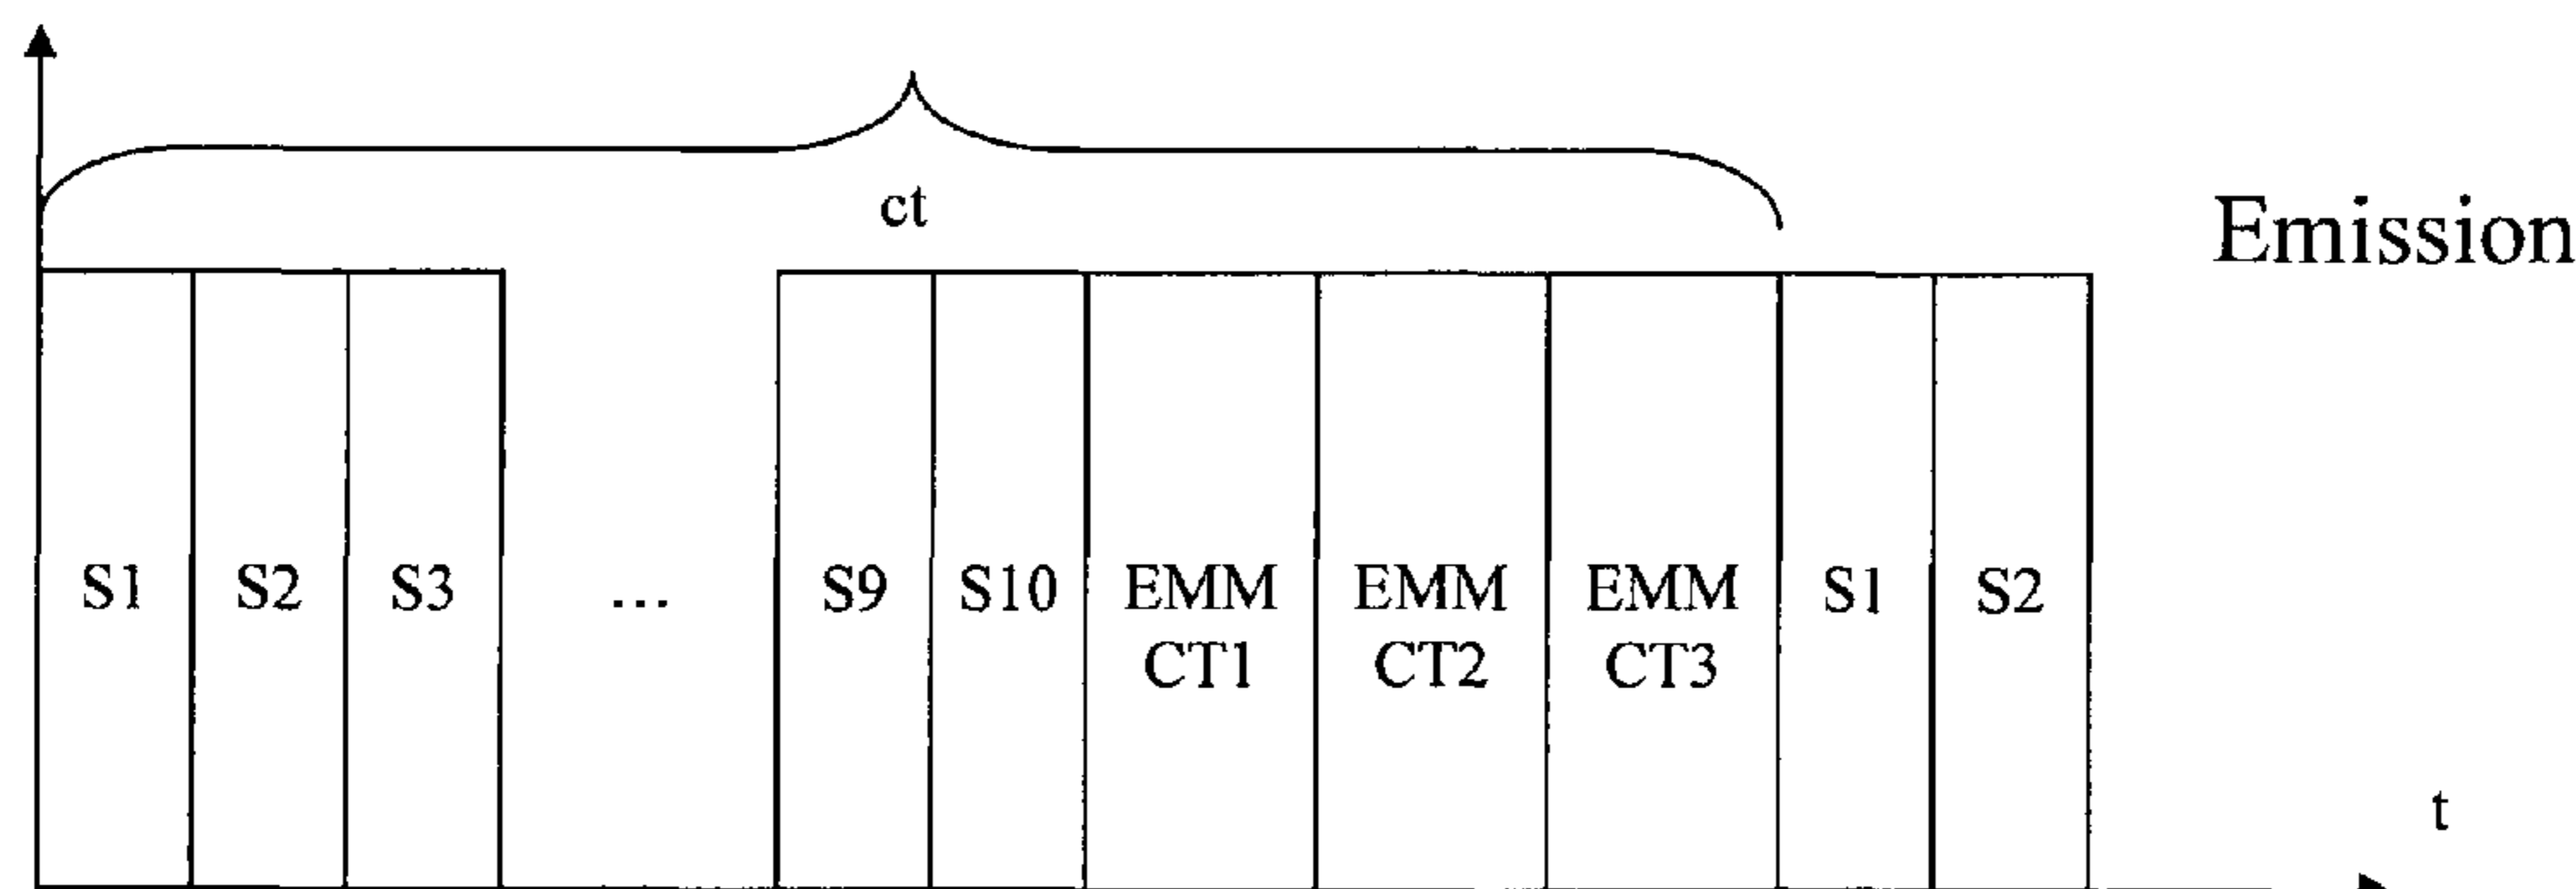 ct
Emission
S1 S2 S3 ... S9 S10 EMM CT1 EMM CT2 EMM CT3 S1 S2
t